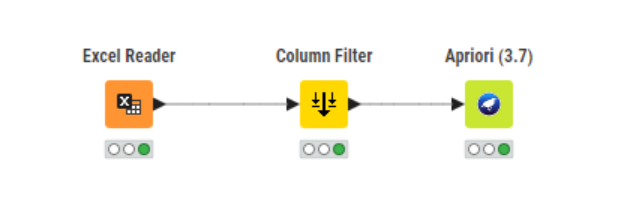 Excel Reader
Column Filter
Apriori (3.7)
X